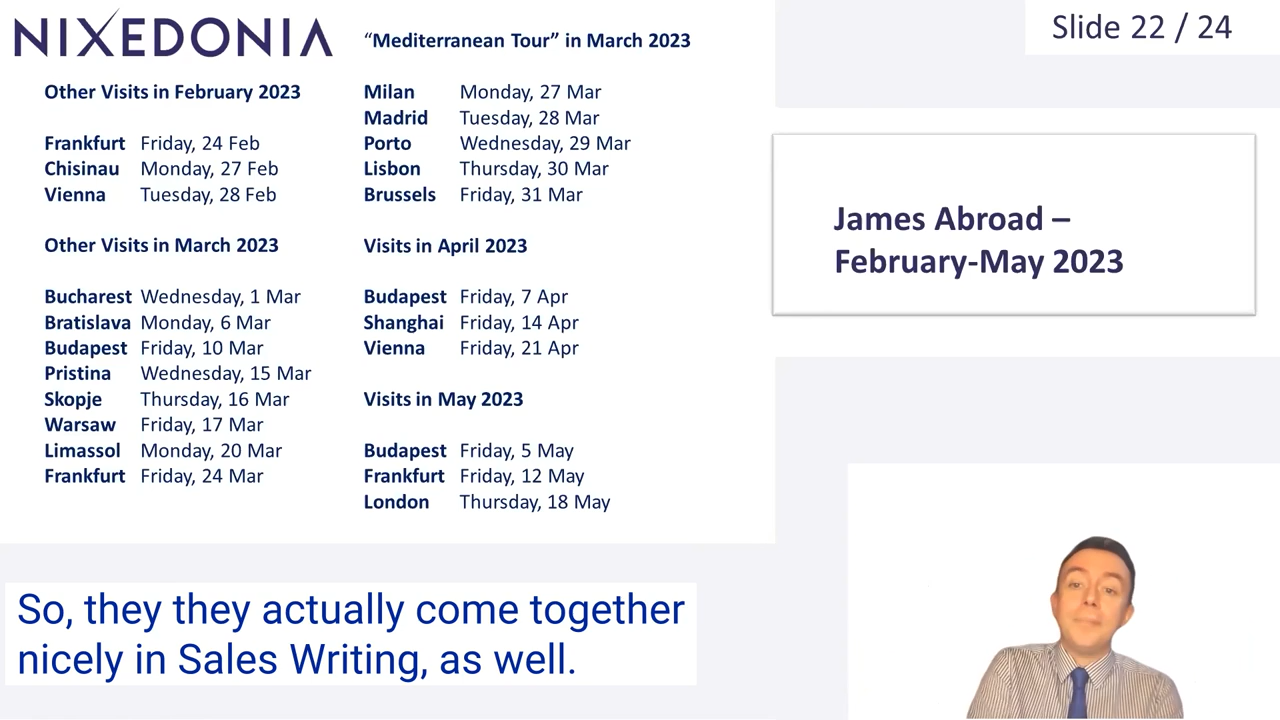 NIXEDONIA
Other Visits in February 2023
Frankfurt Friday, 24 Feb
Chisinau Monday, 27 Feb
Vienna Tuesday, 28 Feb
Other Visits in March 2023
Bucharest Wednesday, 1 Mar
Bratislava Monday, 6 Mar
Budapest Friday, 10 Mar
Pristina Wednesday, 15 Mar
Skopje Thursday, 16 Mar
Warsaw Friday, 17 Mar
Limassol Monday, 20 Mar
Frankfurt Friday, 24 Mar
“Mediterranean Tour” in March 2023
Milan Monday, 27 Mar
Madrid Tuesday, 28 Mar
Porto Wednesday, 29 Mar
Lisbon Thursday, 30 Mar
Brussels Friday, 31 Mar
Visits in April 2023
Budapest Friday, 7 Apr
Shanghai Friday, 14 Apr
Vienna Friday, 21 Apr
Visits in May 2023
Budapest Friday, 5 May
Frankfurt Friday, 12 May
London Thursday, 18 May
Slide 22 / 24
James Abroad –
February-May 2023
So, they they actually come together
nicely in Sales Writing, as well.